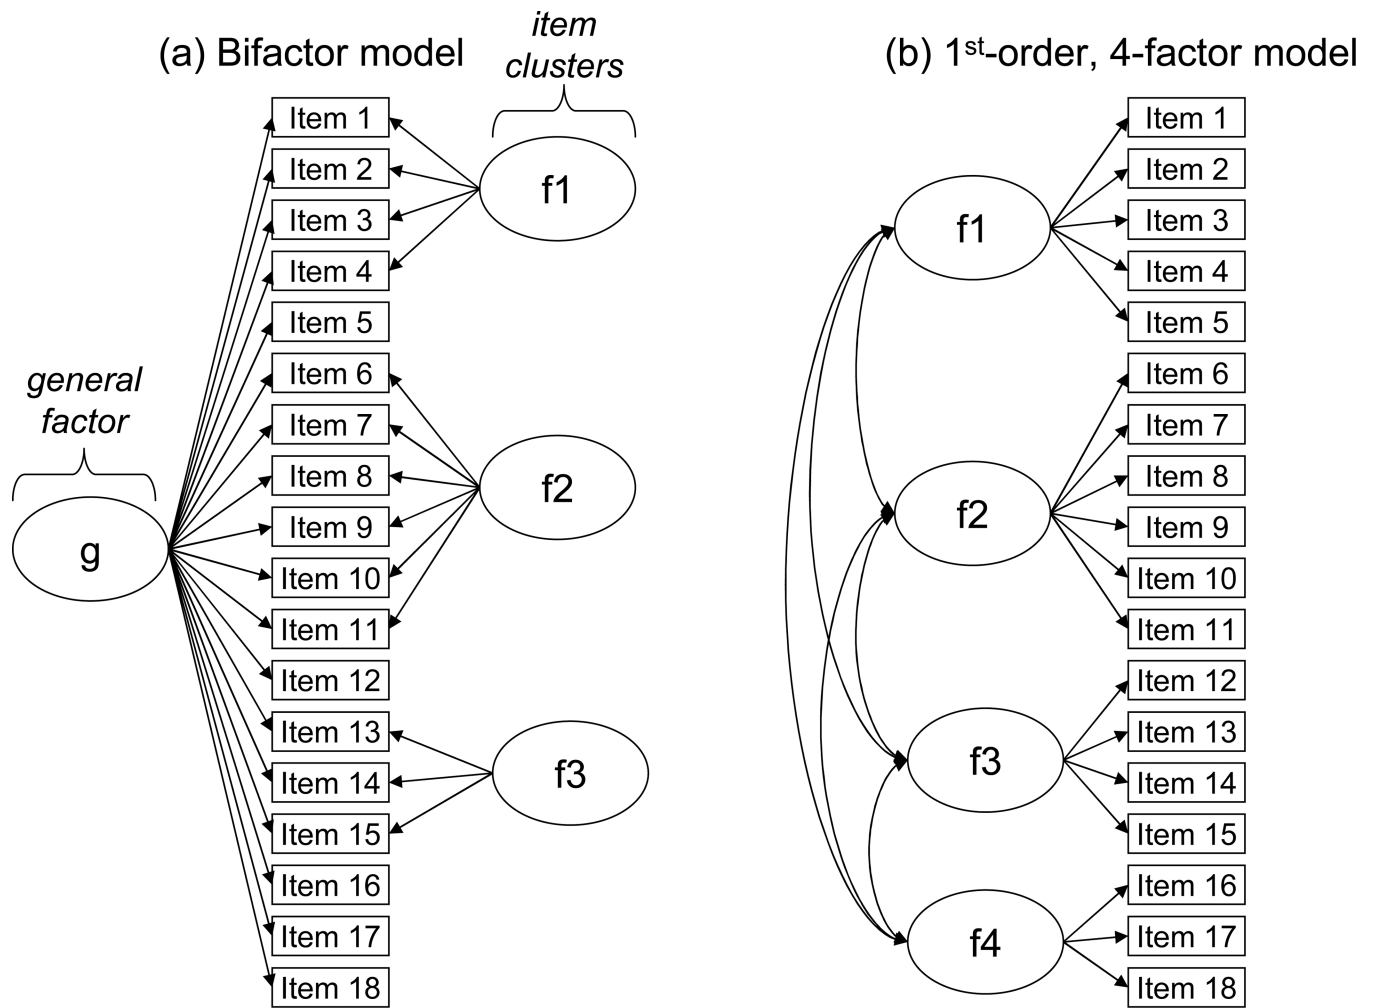 (a) Bifactor model
item
clusters
general
factor
g
Item 1
Item 2
Item 3
Item 4
Item 5
Item 6
Item 7
Item 8
Item 9
Item 10
Item 11
Item 12
Item 13
Item 14
Item 15
Item 16
Item 17
Item 18
f1
f2
f3
(b) 1st-order, 4-factor model
f1
f2
f3
f4
Item 1
Item 2
Item 3
Item 4
Item 5
Item 6
Item 7
Item 8
Item 9
Item 10
Item 11
Item 12
Item 13
Item 14
Item 15
Item 16
Item 17
Item 18